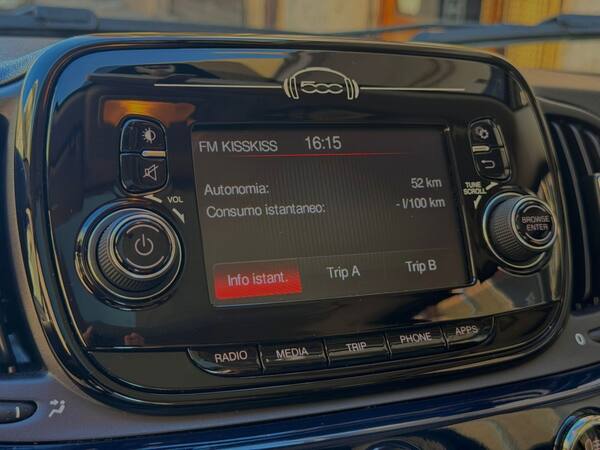 500
FM KISSKISS 16:15
Autonomia: 52 km
Consumo istantaneo: - l/100 km
Info istant. Trip A Trip B
VOL
TUNE
SCROLL
BROWSE
ENTER
RADIO MEDIA TRIP PHONE APPS
0